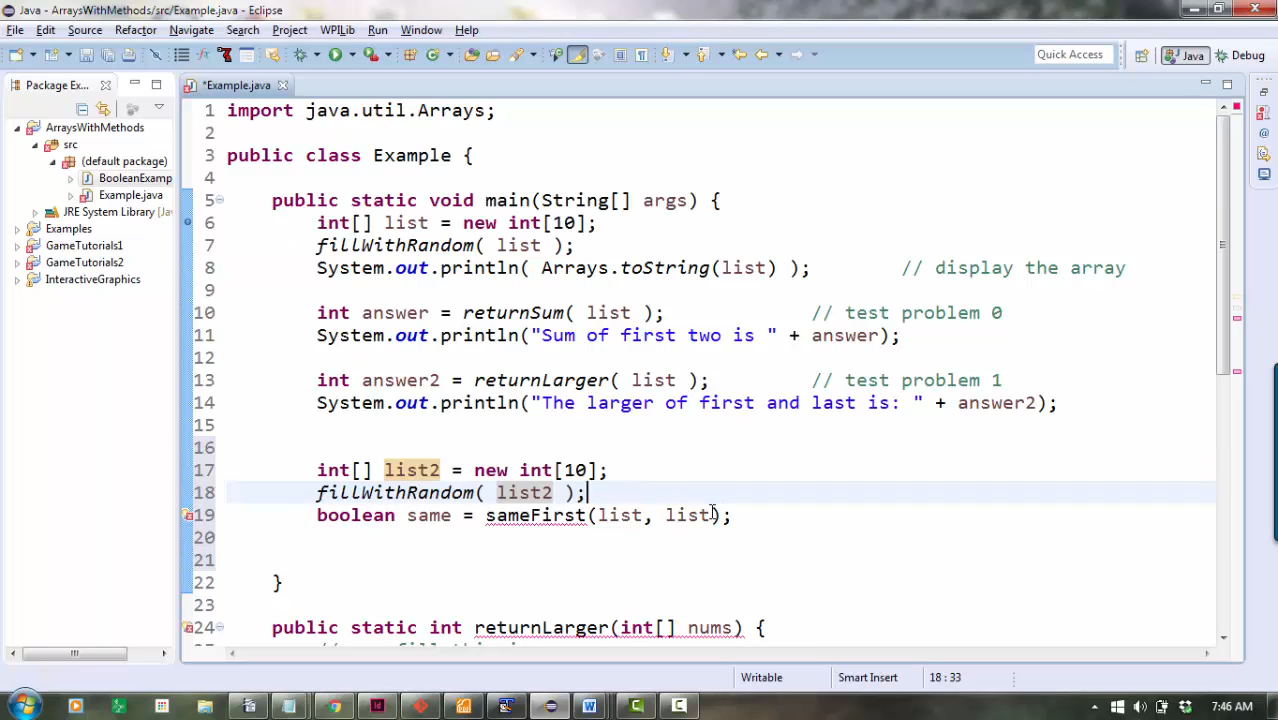 Java - ArraysWithMethods/src/Example.java - Eclipse
File Edit Source Refactor Navigate Search Project WPILib Run Window Help
Quick Access Java Debug
Package Ex... *Example.java
ArraysWithMethods
src
(default package)
BooleanExamp
Example.java
JRE System Library [Jav
Examples
GameTutorials1
GameTutorials2
InteractiveGraphics
1 import java.util.Arrays;
2
3 public class Example {
4
5 public static void main(String[] args) {
6 int[] list = new int[10];
7 fillWithRandom( list );
8 System.out.println( Arrays.toString(list) ); // display the array
9
10 int answer = returnSum( list ); // test problem 0
11 System.out.println("Sum of first two is " + answer);
12
13 int answer2 = returnLarger( list ); // test problem 1
14 System.out.println("The larger of first and last is: " + answer2);
15
16
17 int[] list2 = new int[10];
18 fillWithRandom( list2 );
19 boolean same = sameFirst(list, list);
20
21
22 }
23
24 public static int returnLarger(int[] nums) {
Writable Smart Insert 18 : 33
7:46 AM